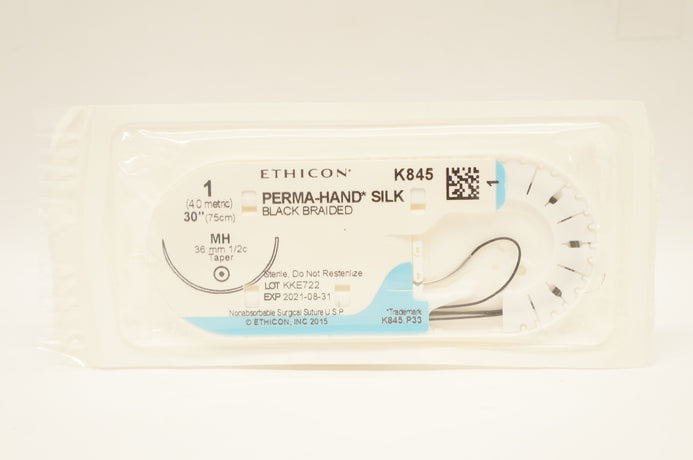 ETHICON*
K845
1
(4.0 metric)
30" (75cm)
PERMA-HAND* SILK
BLACK BRAIDED
1
MH
36 mm 1/2c
Taper
Sterile, Do Not Resterilize
LOT KKE722
EXP 2021-08-31
Nonabsorbable Surgical Suture U.S.P.
© ETHICON, INC 2015
*Trademark
K845.P33